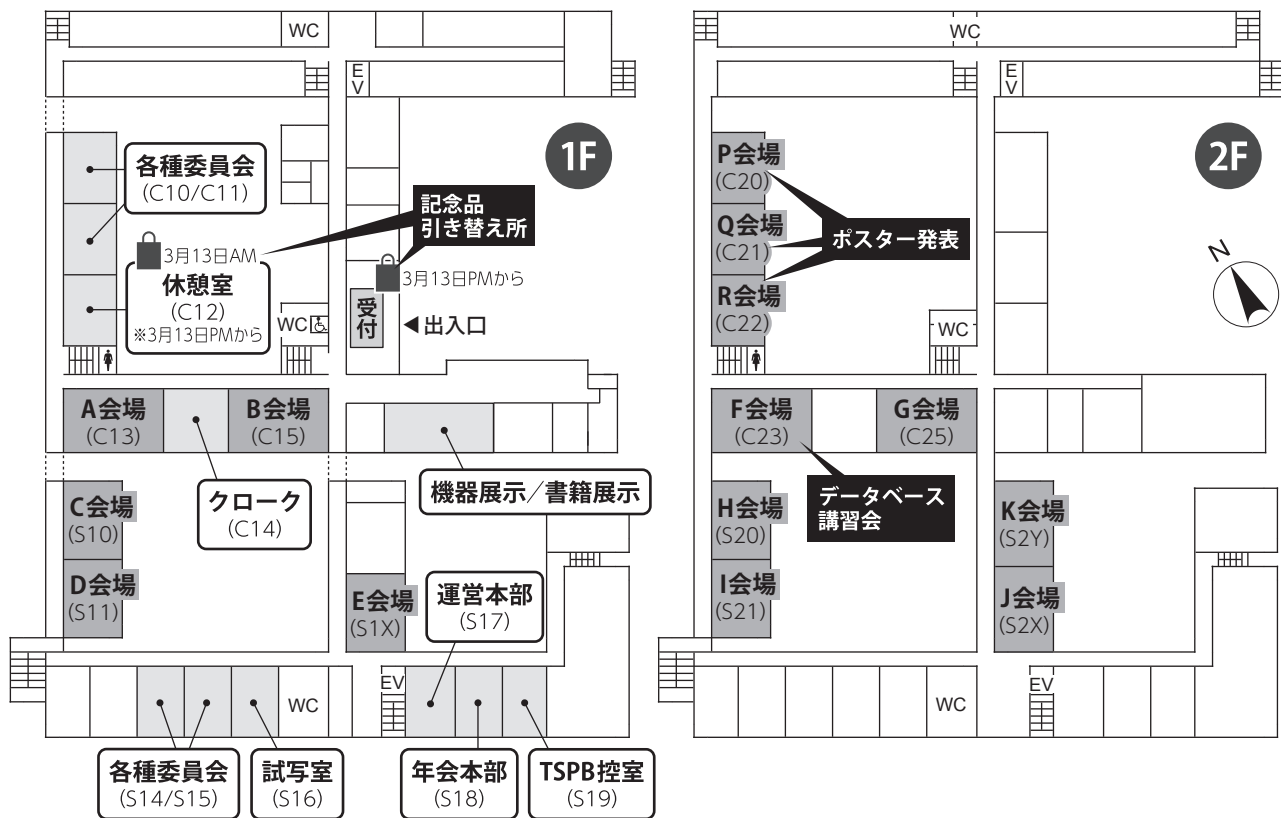 WC
EV
1F
各種委員会
(C10/C11)
記念品
引き替え所
3月13日AM
休憩室
(C12)
※3月13日PMから
3月13日PMから
WC
受付
◀出入口
A会場
(C13)
B会場
(C15)
クローク
(C14)
機器展示/書籍展示
C会場
(S10)
D会場
(S11)
E会場
(S1X)
運営本部
(S17)
WC
EV
各種委員会
(S14/S15)
試写室
(S16)
年会本部
(S18)
TSPB控室
(S19)
WC
EV
2F
P会場
(C20)
Q会場
(C21)
R会場
(C22)
ポスター発表
N
WC
F会場
(C23)
G会場
(C25)
データベース
講習会
H会場
(S20)
I会場
(S21)
K会場
(S2Y)
J会場
(S2X)
WC
EV